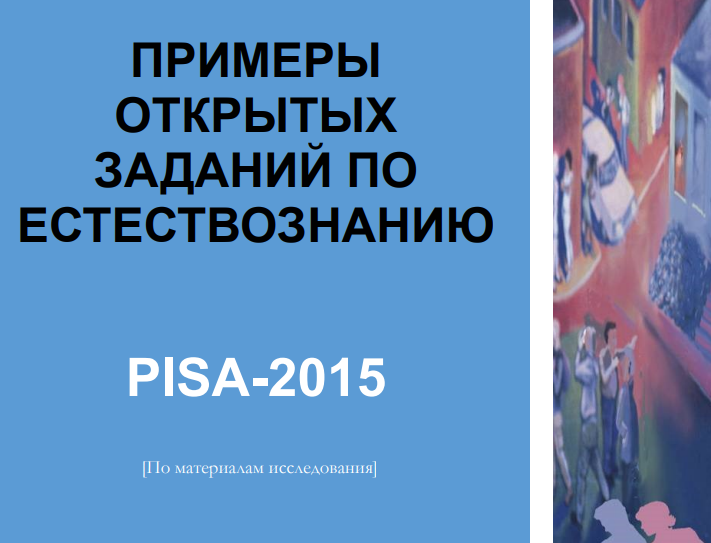 ПРИМЕРЫ
ОТКРЫТЫХ
ЗАДАНИЙ ПО
ЕСТЕСТВОЗНАНИЮ
PISA-2015
[По материалам исследования]